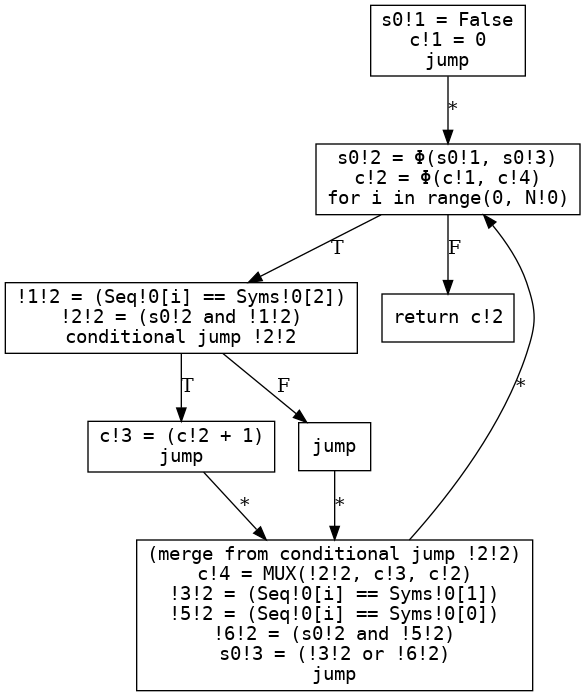 s0!1 = False
c!1 = 0
jump
*
s0!2 = Φ(s0!1, s0!3)
c!2 = Φ(c!1, c!4)
for i in range(0, N!0)
T
F
!1!2 = (Seq!0[i] == Syms!0[2])
!2!2 = (s0!2 and !1!2)
conditional jump !2!2
return c!2
T
F
*
c!3 = (c!2 + 1)
jump
jump
*
*
(merge from conditional jump !2!2)
c!4 = MUX(!2!2, c!3, c!2)
!3!2 = (Seq!0[i] == Syms!0[1])
!5!2 = (Seq!0[i] == Syms!0[0])
!6!2 = (s0!2 and !5!2)
s0!3 = (!3!2 or !6!2)
jump